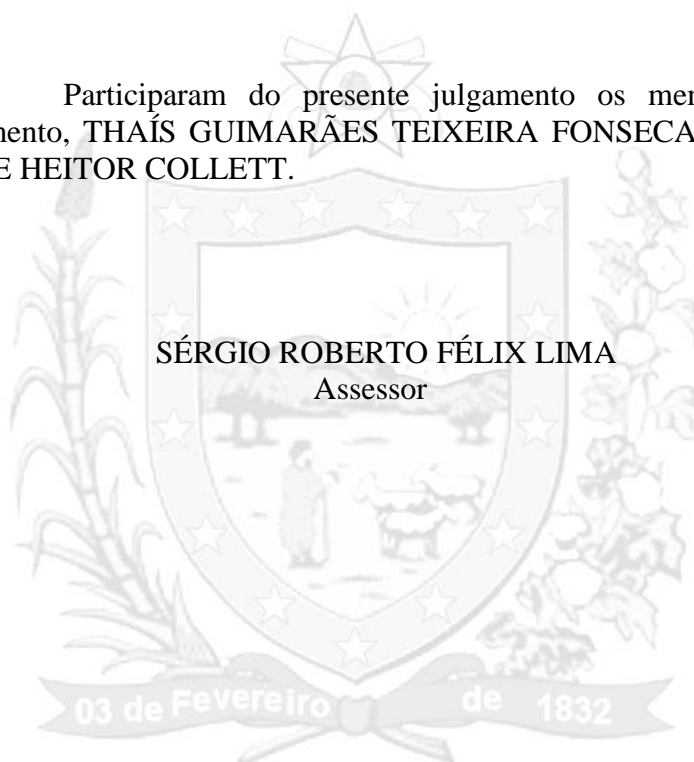 Participaram do presente julgamento os mem
mento, THAÍS GUIMARÃES TEIXEIRA FONSECA
E HEITOR COLLETT.
SÉRGIO ROBERTO FÉLIX LIMA
Assessor
03 de Fevereiro de 1832